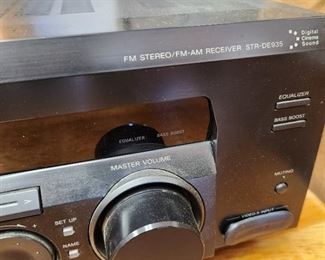 Digital
Cinema
Sound
FM STEREO/FM-AM RECEIVER STR-DE935
EQUALIZER
BASS BOOST
EQUALIZER BASS BOOST
MASTER VOLUME
MUTING
SET UP
NAME
VIDEO 3 INPUT